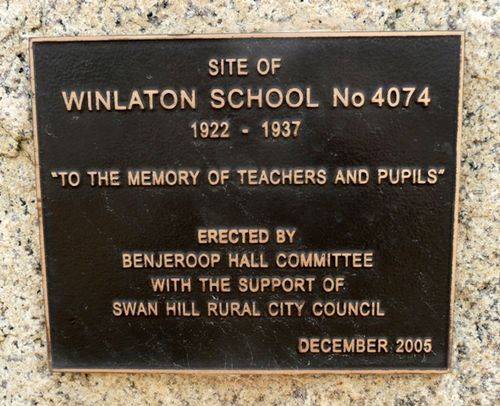 SITE OF
WINLATON SCHOOL No 4074
1922 - 1937
"TO THE MEMORY OF TEACHERS AND PUPILS"
ERECTED BY
BENJEROOP HALL COMMITTEE
WITH THE SUPPORT OF
SWAN HILL RURAL CITY COUNCIL
DECEMBER 2005